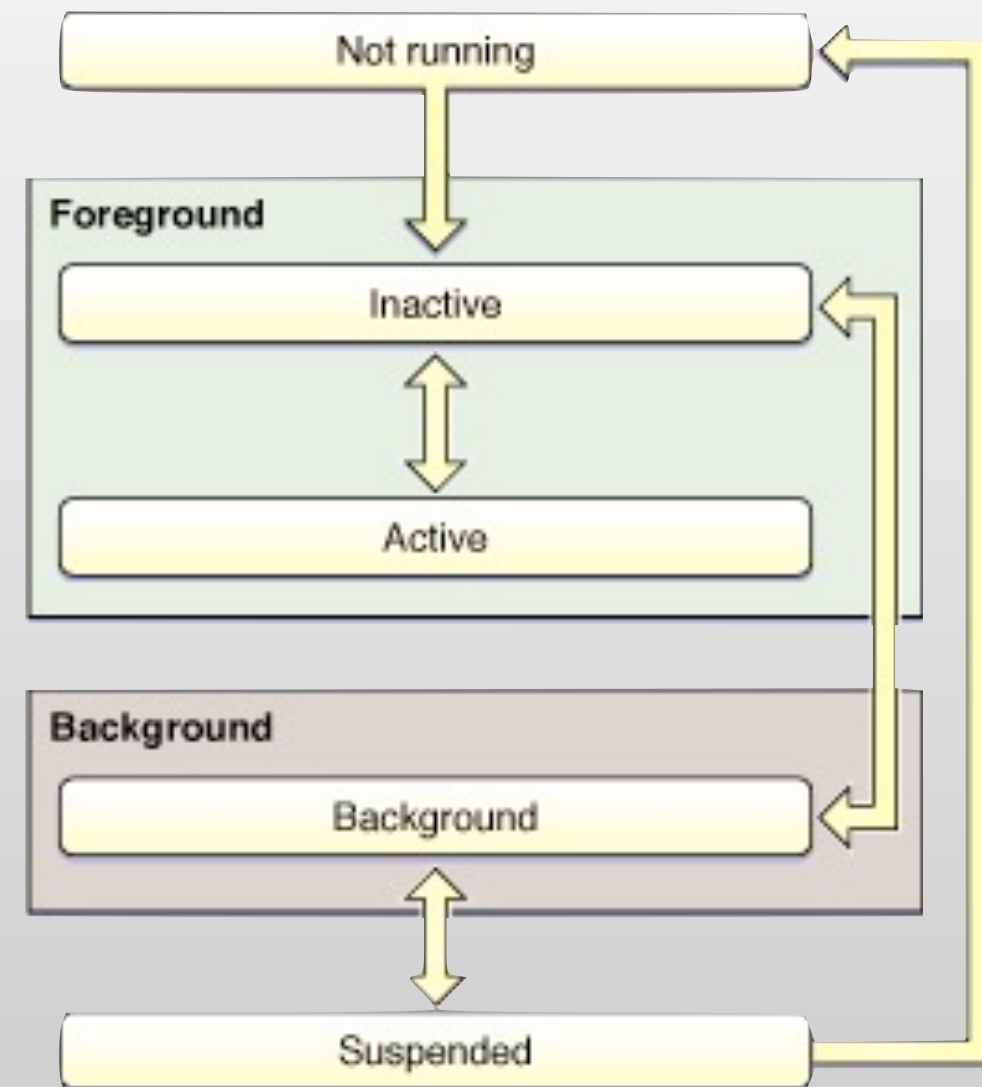 Not running
Foreground
Inactive
Active
Background
Background
Suspended